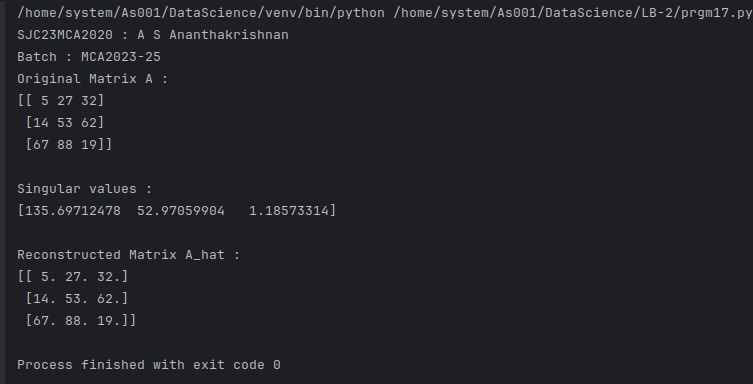 /home/system/As001/DataScience/venv/bin/python /home/system/As001/DataScience/LB-2/prgm17.py
SJC23MCA2020 : A S Ananthakrishnan
Batch : MCA2023-25
Original Matrix A :
[[ 5 27 32]
 [14 53 62]
 [67 88 19]]

Singular values :
[135.69712478  52.97059904   1.18573314]

Reconstructed Matrix A_hat :
[[ 5. 27. 32.]
 [14. 53. 62.]
 [67. 88. 19.]]

Process finished with exit code 0